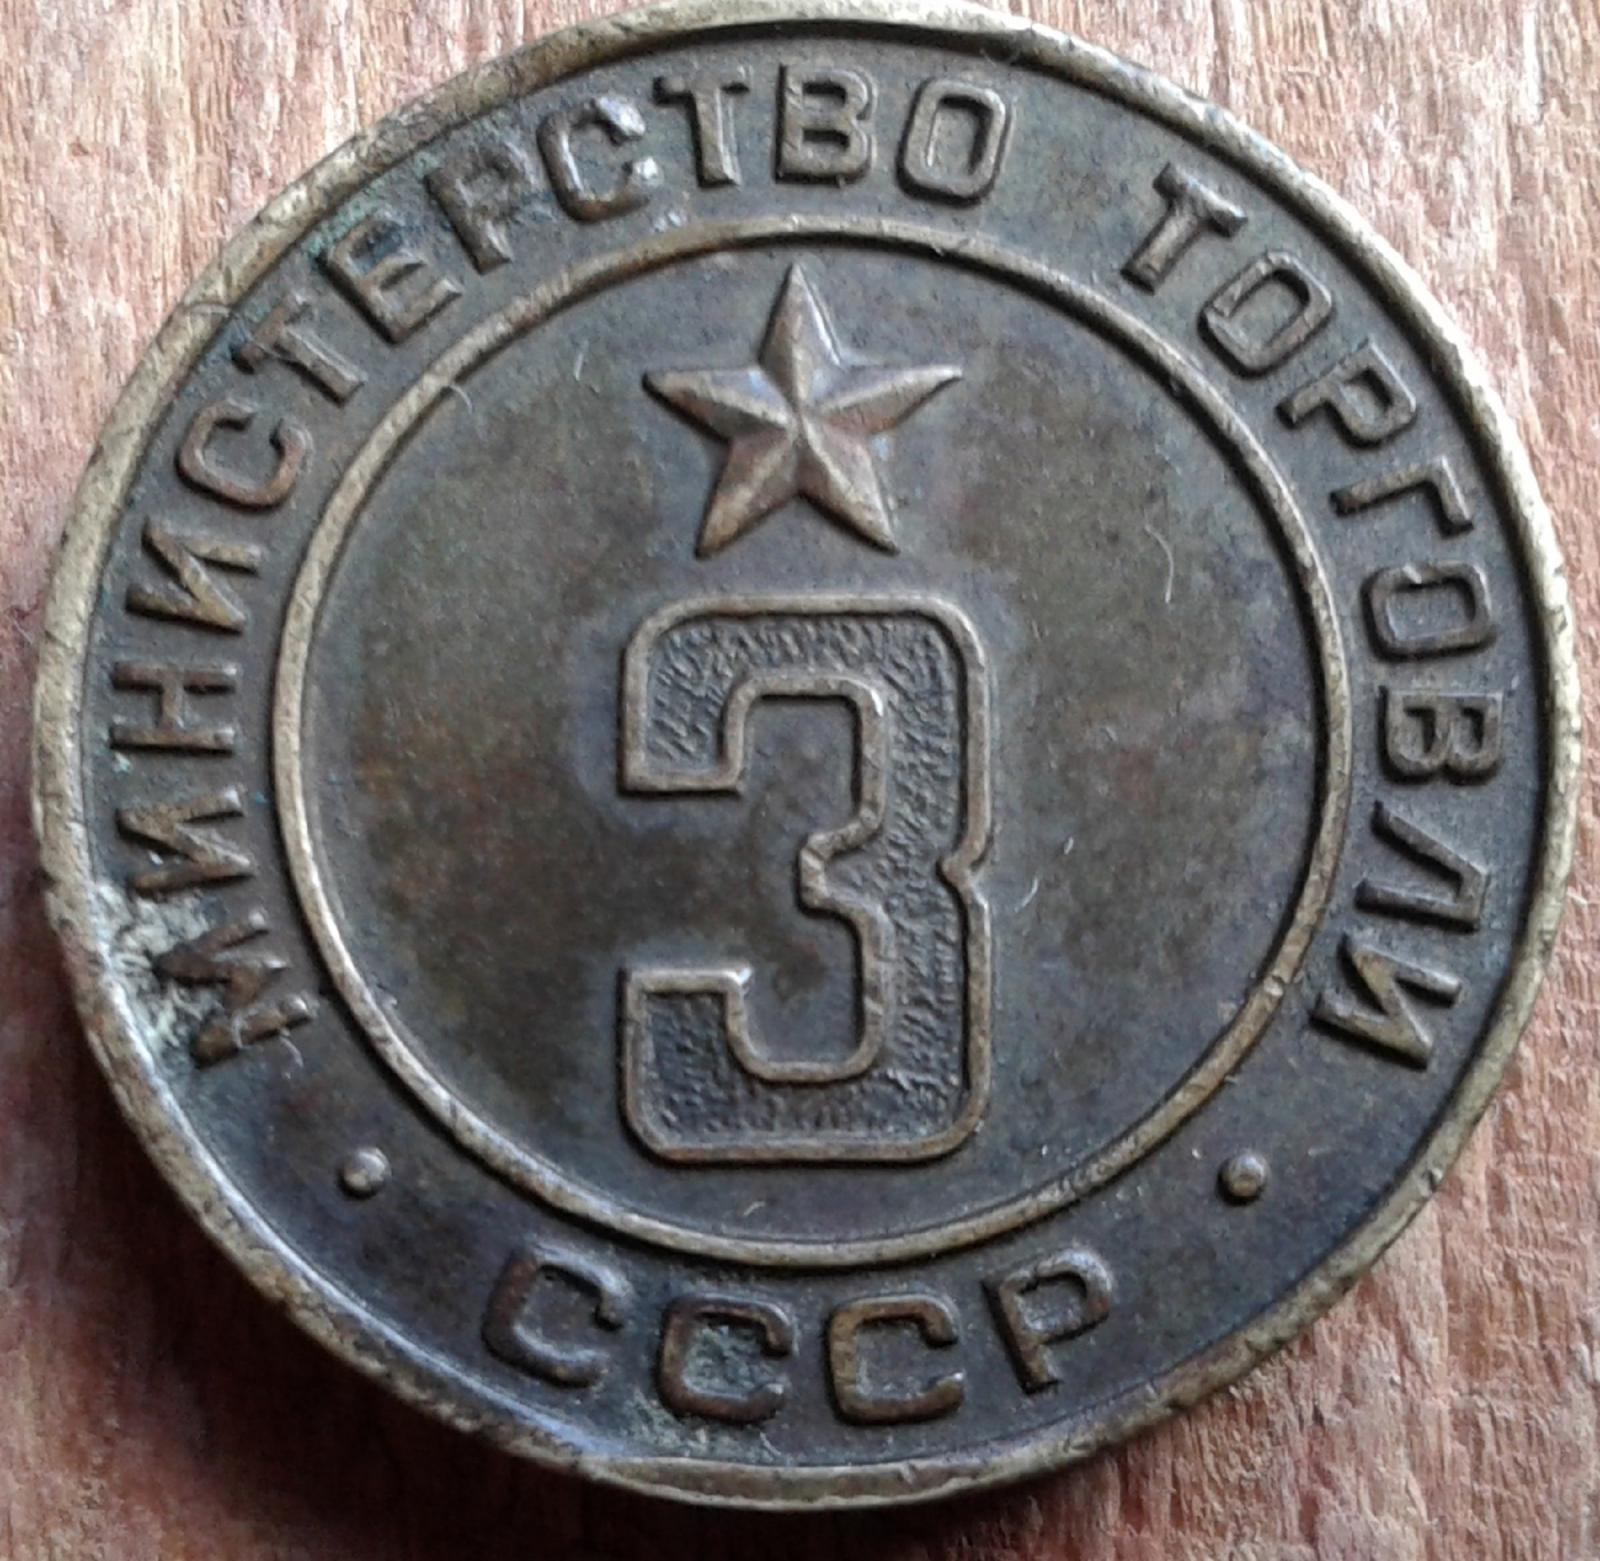 МИНИСТЕРСТВО ТОРГОВЛИ
3
• СССР •